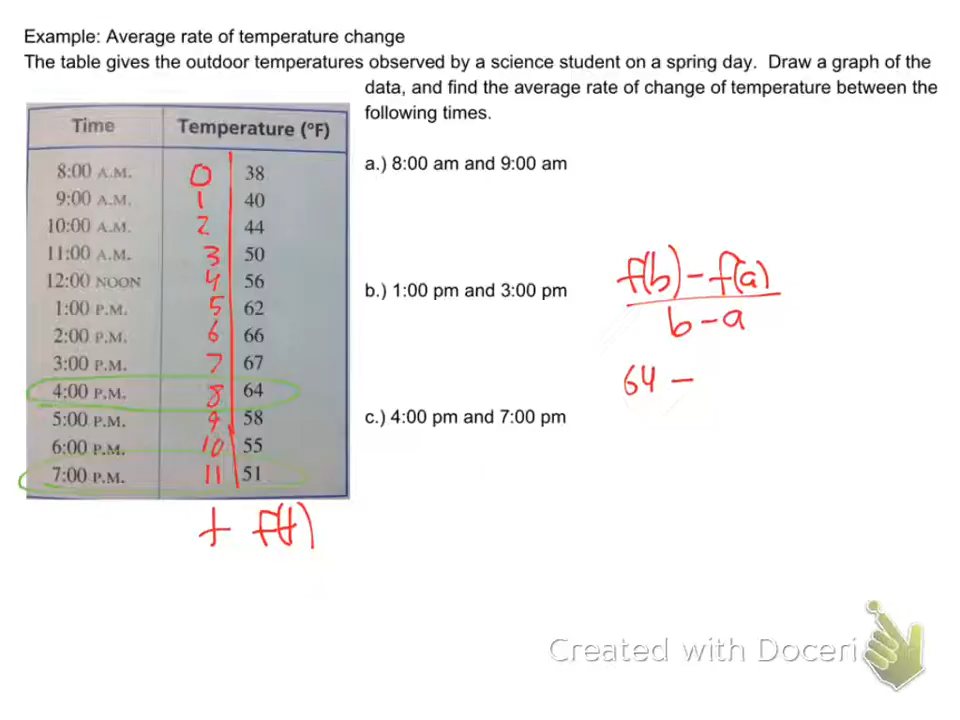 Example: Average rate of temperature change
The table gives the outdoor temperatures observed by a science student on a spring day. Draw a graph of the
data, and find the average rate of change of temperature between the
following times.
Time Temperature (°F)
8:00 A.M. 0 38
9:00 A.M. 1 40
10:00 A.M. 2 44
11:00 A.M. 3 50
12:00 NOON 4 56
1:00 P.M. 5 62
2:00 P.M. 6 66
3:00 P.M. 7 67
4:00 P.M. 8 64
5:00 P.M. 9 58
6:00 P.M. 10 55
7:00 P.M. 11 51
t f(t)
a.) 8:00 am and 9:00 am
b.) 1:00 pm and 3:00 pm
c.) 4:00 pm and 7:00 pm
f(b) - f(a)
b - a
64 -
Created with Doceri